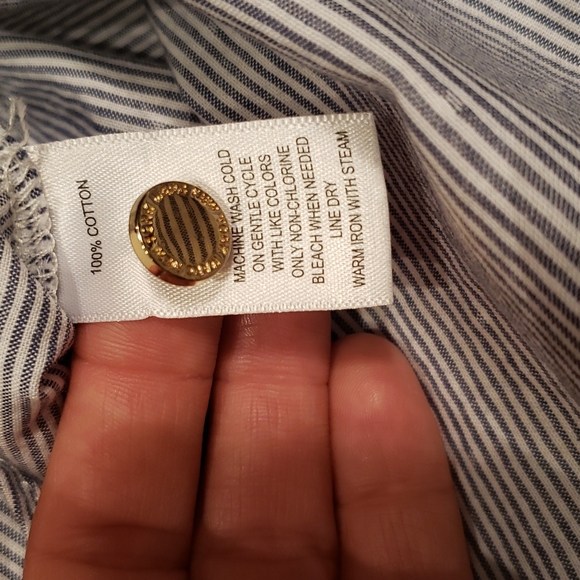 100% COTTON
MACHINE WASH COLD
ON GENTLE CYCLE
WITH LIKE COLORS
ONLY NON-CHLORINE
BLEACH WHEN NEEDED
LINE DRY
WARM IRON WITH STEAM